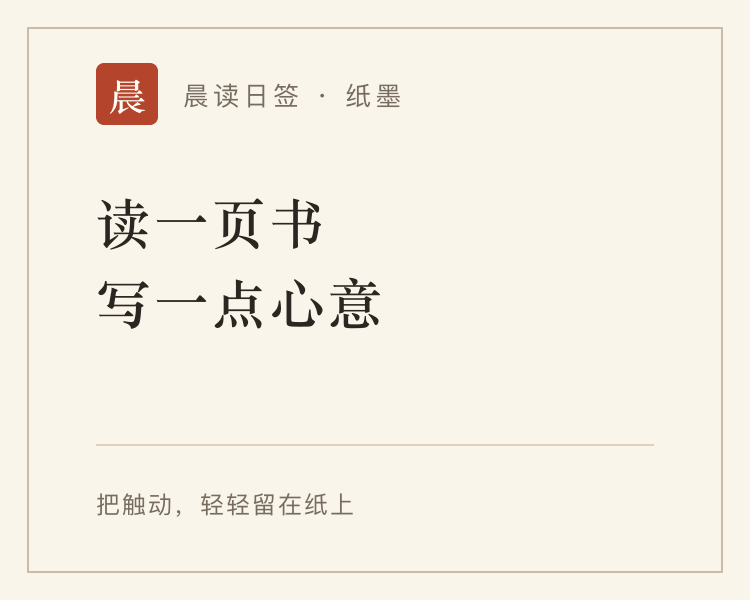 晨
晨读日签 · 纸墨
读一页书
写一点心意
把触动，轻轻留在纸上